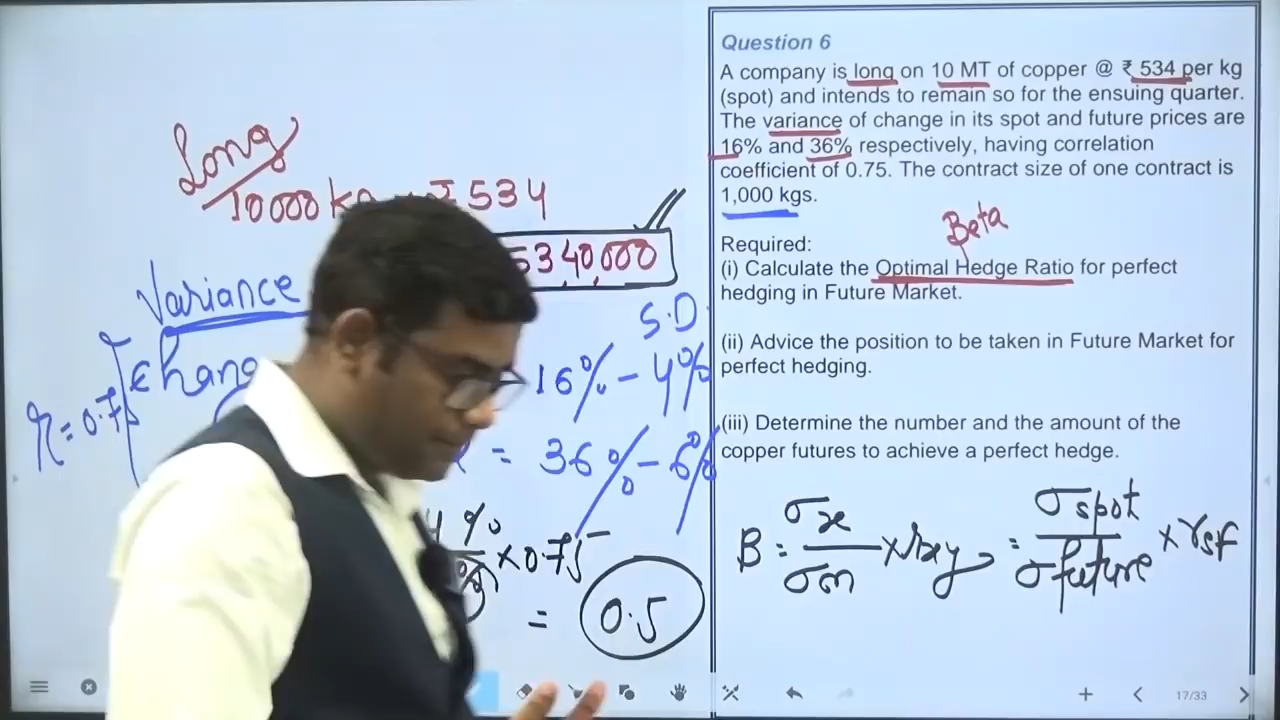 Question 6
A company is long on 10 MT of copper @ ₹ 534 per kg
(spot) and intends to remain so for the ensuing quarter.
The variance of change in its spot and future prices are
16% and 36% respectively, having correlation
coefficient of 0.75. The contract size of one contract is
1,000 kgs.
Beta
Required:
(i) Calculate the Optimal Hedge Ratio for perfect
hedging in Future Market.
(ii) Advice the position to be taken in Future Market for
perfect hedging.
(iii) Determine the number and the amount of the
copper futures to achieve a perfect hedge.
B = σx / σm × rxy = σspot / σfuture × rsf
Long
10000 kg ₹ 534
5340,000
Variance
S.D.
Chang
16% - 4%
r = 0.75
= 36% - 6%
4% × 0.75
= 0.5
17/33